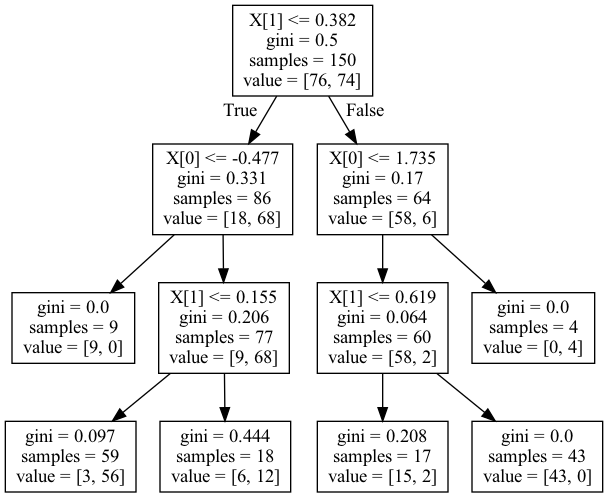 X[1] <= 0.382
gini = 0.5
samples = 150
value = [76, 74]
True
False
X[0] <= -0.477
gini = 0.331
samples = 86
value = [18, 68]
X[0] <= 1.735
gini = 0.17
samples = 64
value = [58, 6]
gini = 0.0
samples = 9
value = [9, 0]
X[1] <= 0.155
gini = 0.206
samples = 77
value = [9, 68]
X[1] <= 0.619
gini = 0.064
samples = 60
value = [58, 2]
gini = 0.0
samples = 4
value = [0, 4]
gini = 0.097
samples = 59
value = [3, 56]
gini = 0.444
samples = 18
value = [6, 12]
gini = 0.208
samples = 17
value = [15, 2]
gini = 0.0
samples = 43
value = [43, 0]